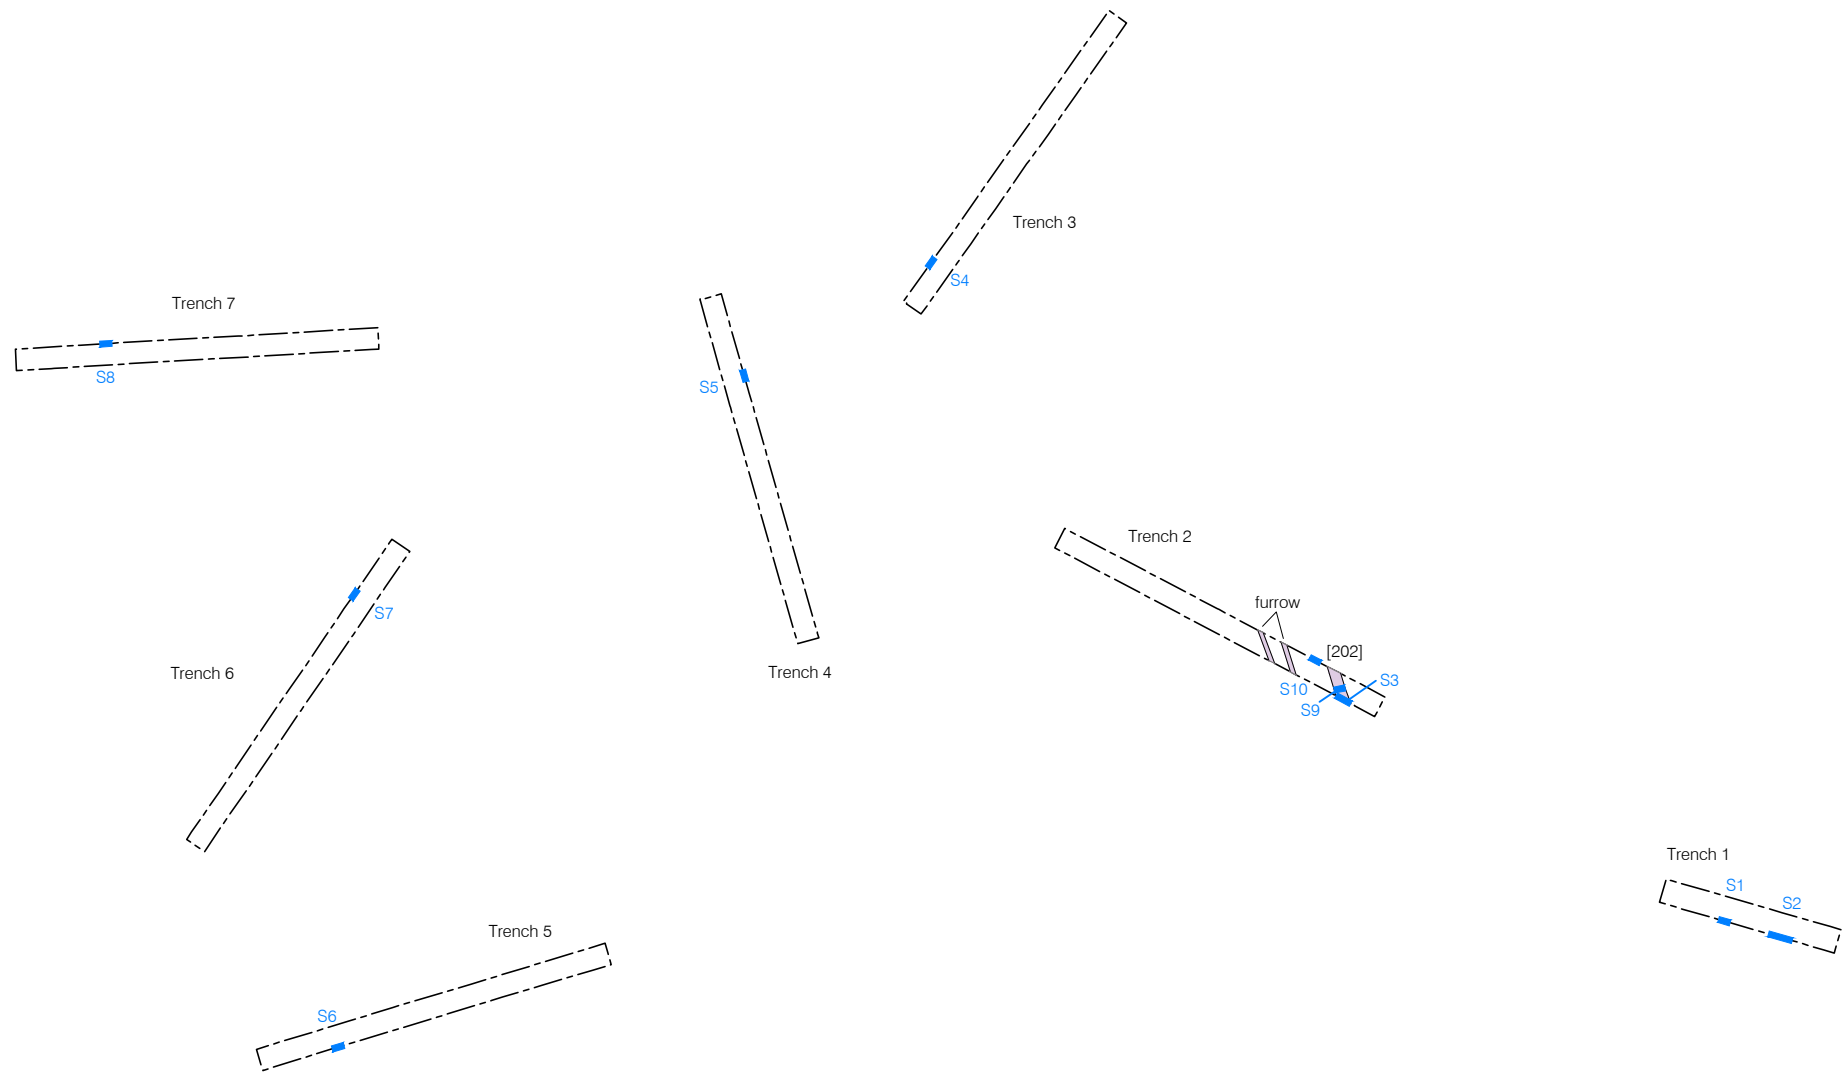 Trench 3
S4
Trench 7
S8
S5
Trench 2
furrow
[202]
S3
S10
S9
S7
Trench 6
Trench 4
Trench 1
S1
S2
Trench 5
S6